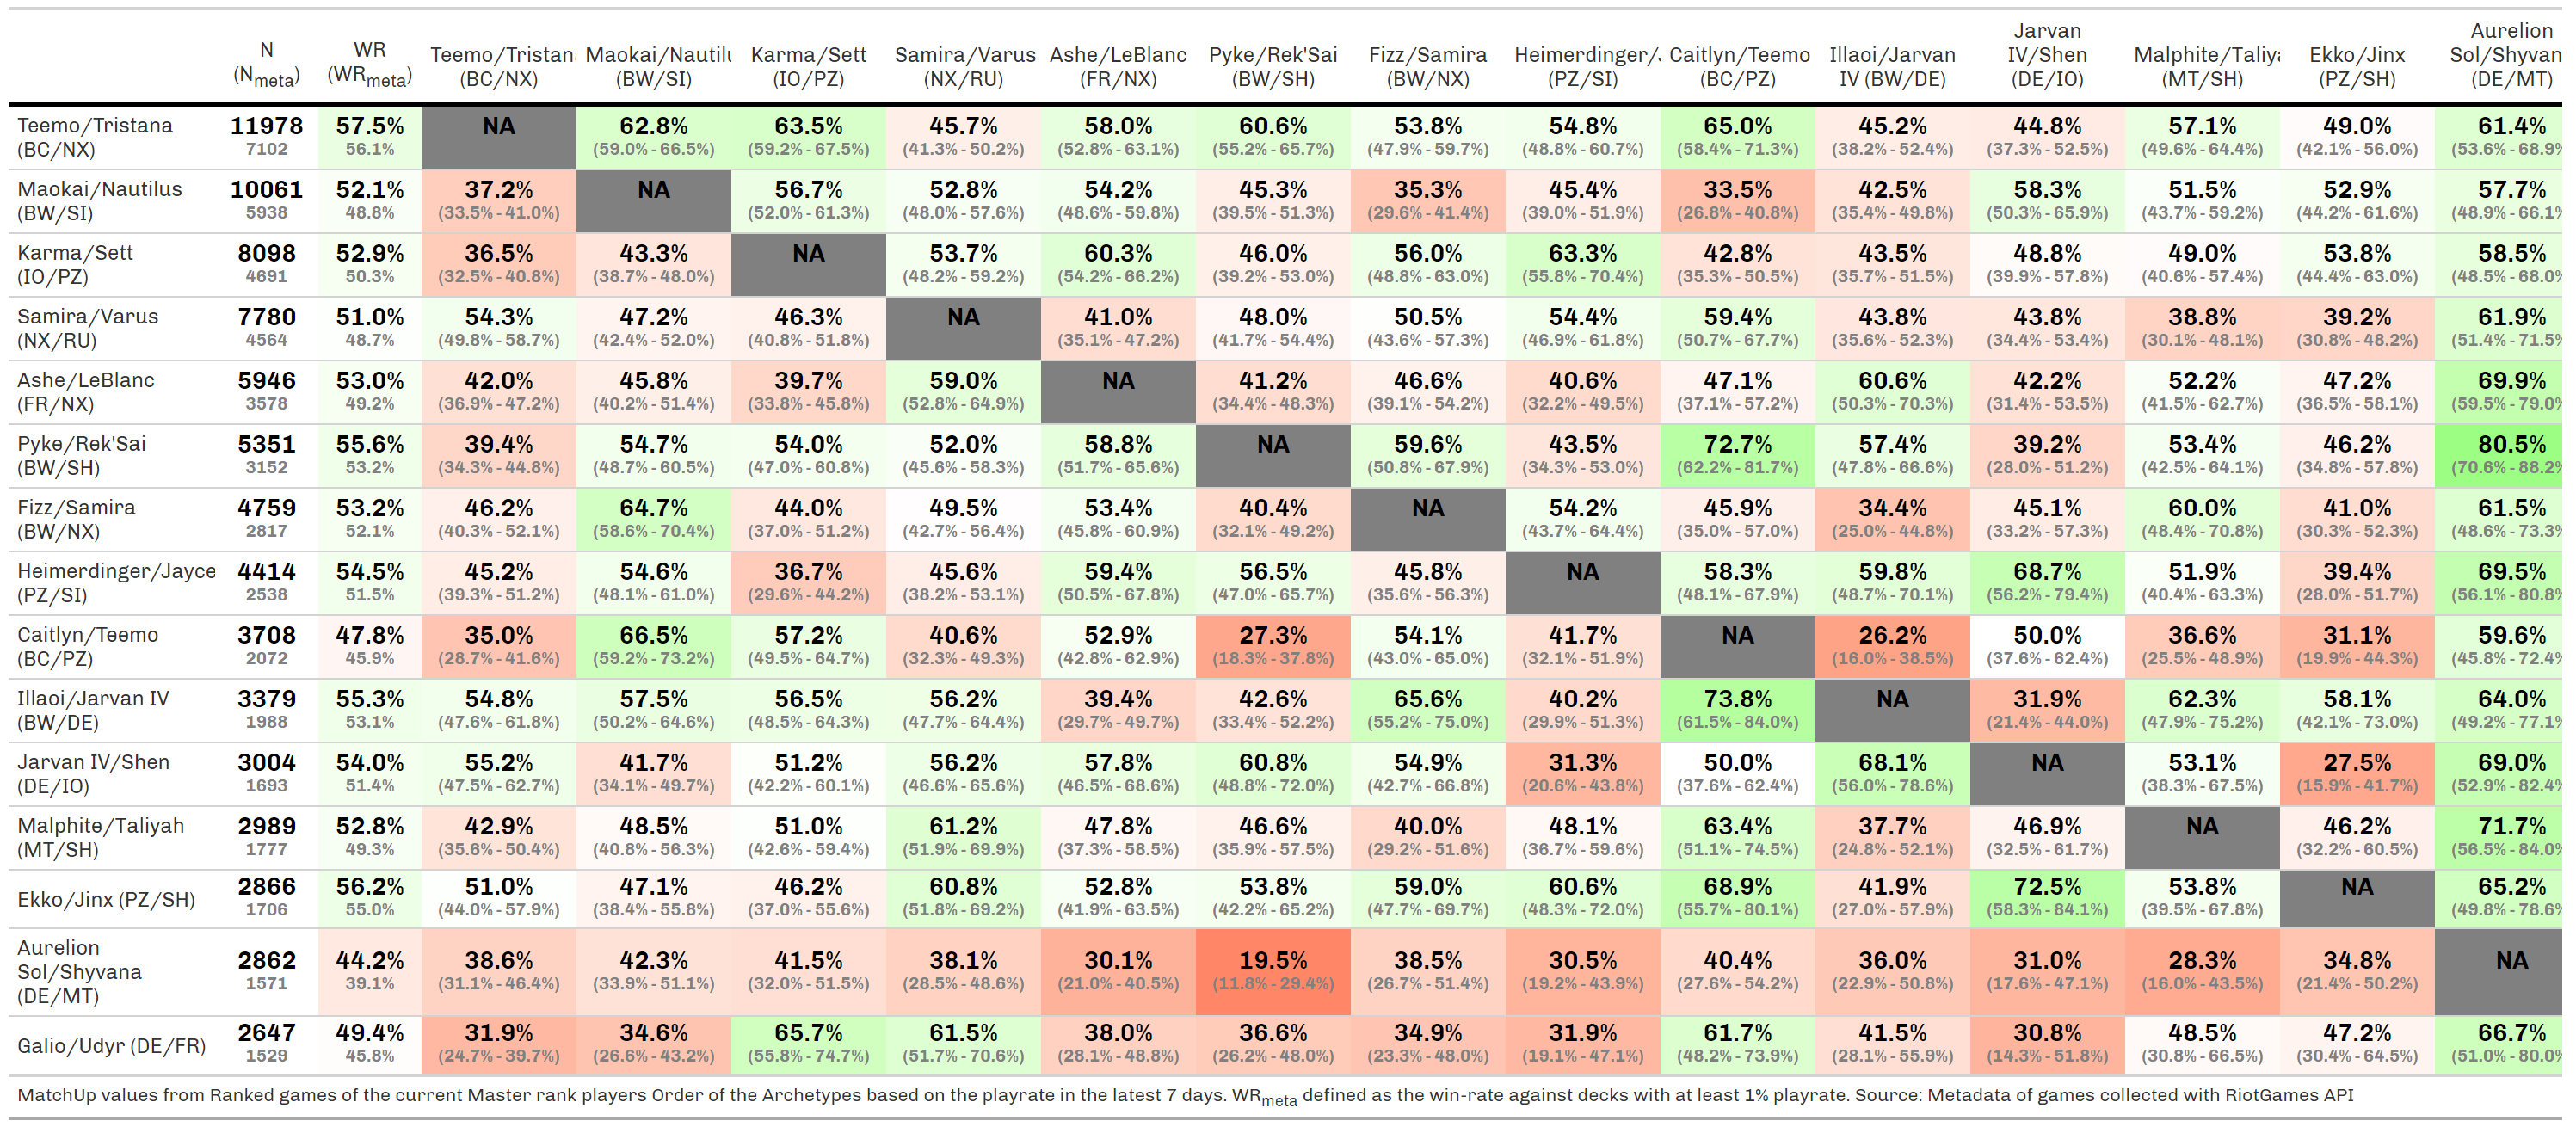 N (N_meta) WR (WR_meta) Teemo/Tristan (BC/NX) Maokai/Nautilu (BW/SI) Karma/Sett (IO/PZ) Samira/Varus (NX/RU) Ashe/LeBlanc (FR/NX) Pyke/Rek'Sai (BW/SH) Fizz/Samira (BW/NX) Heimerdinger/J (PZ/SI) Caitlyn/Teemo (BC/PZ) Illaoi/Jarvan IV (BW/DE) Jarvan IV/Shen (DE/IO) Malphite/Taliya (MT/SH) Ekko/Jinx (PZ/SH) Aurelion Sol/Shyvan (DE/MT)
Teemo/Tristana 11978 57.5% NA 62.8% 63.5% 45.7% 58.0% 60.6% 53.8% 54.8% 65.0% 45.2% 44.8% 57.1% 49.0% 61.4%
(BC/NX) 7102 56.1% (59.0% - 66.5%) (59.2% - 67.5%) (41.3% - 50.2%) (52.8% - 63.1%) (55.2% - 65.7%) (47.9% - 59.7%) (48.8% - 60.7%) (58.4% - 71.3%) (38.2% - 52.4%) (37.3% - 52.5%) (49.6% - 64.4%) (42.1% - 56.0%) (53.6% - 68.9%
Maokai/Nautilus 10061 52.1% 37.2% NA 56.7% 52.8% 54.2% 45.3% 35.3% 45.4% 33.5% 42.5% 58.3% 51.5% 52.9% 57.7%
(BW/SI) 5938 48.8% (33.5% - 41.0%) (52.0% - 61.3%) (48.0% - 57.6%) (48.6% - 59.8%) (39.5% - 51.3%) (29.6% - 41.4%) (39.0% - 51.9%) (26.8% - 40.8%) (35.4% - 49.8%) (50.3% - 65.9%) (43.7% - 59.2%) (44.2% - 61.6%) (48.9% - 66.1%
Karma/Sett 8098 52.9% 36.5% 43.3% NA 53.7% 60.3% 46.0% 56.0% 63.3% 42.8% 43.5% 48.8% 49.0% 53.8% 58.5%
(IO/PZ) 4691 50.3% (32.5% - 40.8%) (38.7% - 48.0%) (48.2% - 59.2%) (54.2% - 66.2%) (39.2% - 53.0%) (48.8% - 63.0%) (55.8% - 70.4%) (35.3% - 50.5%) (35.7% - 51.5%) (39.9% - 57.8%) (40.6% - 57.4%) (44.4% - 63.0%) (48.5% - 68.0%
Samira/Varus 7780 51.0% 54.3% 47.2% 46.3% NA 41.0% 48.0% 50.5% 54.4% 59.4% 43.8% 43.8% 38.8% 39.2% 61.9%
(NX/RU) 4564 48.7% (49.8% - 58.7%) (42.4% - 52.0%) (40.8% - 51.8%) (35.1% - 47.2%) (41.7% - 54.4%) (43.6% - 57.3%) (46.9% - 61.8%) (50.7% - 67.7%) (35.6% - 52.3%) (34.4% - 53.4%) (30.1% - 48.1%) (30.8% - 48.2%) (51.4% - 71.5%
Ashe/LeBlanc 5946 53.0% 42.0% 45.8% 39.7% 59.0% NA 41.2% 46.6% 40.6% 47.1% 60.6% 42.2% 52.2% 47.2% 69.9%
(FR/NX) 3578 49.2% (36.9% - 47.2%) (40.2% - 51.4%) (33.8% - 45.8%) (52.8% - 64.9%) (34.4% - 48.3%) (39.1% - 54.2%) (32.2% - 49.5%) (37.1% - 57.2%) (50.3% - 70.3%) (31.4% - 53.5%) (41.5% - 62.7%) (36.5% - 58.1%) (59.5% - 79.0%
Pyke/Rek'Sai 5351 55.6% 39.4% 54.7% 54.0% 52.0% 58.8% NA 59.6% 43.5% 72.7% 57.4% 39.2% 53.4% 46.2% 80.5%
(BW/SH) 3152 53.2% (34.3% - 44.8%) (48.7% - 60.5%) (47.0% - 60.8%) (45.6% - 58.3%) (51.7% - 65.6%) (50.8% - 67.9%) (34.3% - 53.0%) (62.2% - 81.7%) (47.8% - 66.6%) (28.0% - 51.2%) (42.5% - 64.1%) (34.8% - 57.8%) (70.6% - 88.2%
Fizz/Samira 4759 53.2% 46.2% 64.7% 44.0% 49.5% 53.4% 40.4% NA 54.2% 45.9% 34.4% 45.1% 60.0% 41.0% 61.5%
(BW/NX) 2817 52.1% (40.3% - 52.1%) (58.6% - 70.4%) (37.0% - 51.2%) (42.7% - 56.4%) (45.8% - 60.9%) (32.1% - 49.2%) (43.7% - 64.4%) (35.0% - 57.0%) (25.0% - 44.8%) (33.2% - 57.3%) (48.4% - 70.8%) (30.3% - 52.3%) (48.6% - 73.3%
Heimerdinger/Jayce 4414 54.5% 45.2% 54.6% 36.7% 45.6% 59.4% 56.5% 45.8% NA 58.3% 59.8% 68.7% 51.9% 39.4% 69.5%
(PZ/SI) 2538 51.5% (39.3% - 51.2%) (48.1% - 61.0%) (29.6% - 44.2%) (38.2% - 53.1%) (50.5% - 67.8%) (47.0% - 65.7%) (35.6% - 56.3%) (48.1% - 67.9%) (48.7% - 70.1%) (56.2% - 79.4%) (40.4% - 63.3%) (28.0% - 51.7%) (56.1% - 80.8%
Caitlyn/Teemo 3708 47.8% 35.0% 66.5% 57.2% 40.6% 52.9% 27.3% 54.1% 41.7% NA 26.2% 50.0% 36.6% 31.1% 59.6%
(BC/PZ) 2072 45.9% (28.7% - 41.6%) (59.2% - 73.2%) (49.5% - 64.7%) (32.3% - 49.3%) (42.8% - 62.9%) (18.3% - 37.8%) (43.0% - 65.0%) (32.1% - 51.9%) (16.0% - 38.5%) (37.6% - 62.4%) (25.5% - 48.9%) (19.9% - 44.3%) (45.8% - 72.4%
Illaoi/Jarvan IV 3379 55.3% 54.8% 57.5% 56.5% 56.2% 39.4% 42.6% 65.6% 40.2% 73.8% NA 31.9% 62.3% 58.1% 64.0%
(BW/DE) 1988 53.1% (47.6% - 61.8%) (50.2% - 64.6%) (48.5% - 64.3%) (47.7% - 64.4%) (29.7% - 49.7%) (33.4% - 52.2%) (55.2% - 75.0%) (29.9% - 51.3%) (61.5% - 84.0%) (21.4% - 44.0%) (47.9% - 75.2%) (42.1% - 73.0%) (49.2% - 77.1%
Jarvan IV/Shen 3004 54.0% 55.2% 41.7% 51.2% 56.2% 57.8% 60.8% 54.9% 31.3% 50.0% 68.1% NA 53.1% 27.5% 69.0%
(DE/IO) 1693 51.4% (47.5% - 62.7%) (34.1% - 49.7%) (42.2% - 60.1%) (46.6% - 65.6%) (46.5% - 68.6%) (48.8% - 72.0%) (42.7% - 66.8%) (20.6% - 43.8%) (37.6% - 62.4%) (56.0% - 78.6%) (38.3% - 67.5%) (15.9% - 41.7%) (52.9% - 82.4%
Malphite/Taliyah 2989 52.8% 42.9% 48.5% 51.0% 61.2% 47.8% 46.6% 40.0% 48.1% 63.4% 37.7% 46.9% NA 46.2% 71.7%
(MT/SH) 1777 49.3% (35.6% - 50.4%) (40.8% - 56.3%) (42.6% - 59.4%) (51.9% - 69.9%) (37.3% - 58.5%) (35.9% - 57.5%) (29.2% - 51.6%) (36.7% - 59.6%) (51.1% - 74.5%) (24.8% - 52.1%) (32.5% - 61.7%) (32.2% - 60.5%) (56.5% - 84.0%
Ekko/Jinx (PZ/SH) 2866 56.2% 51.0% 47.1% 46.2% 60.8% 52.8% 53.8% 59.0% 60.6% 68.9% 41.9% 72.5% 53.8% NA 65.2%
1706 55.0% (44.0% - 57.9%) (38.4% - 55.8%) (37.0% - 55.6%) (51.8% - 69.2%) (41.9% - 63.5%) (42.2% - 65.2%) (47.7% - 69.7%) (48.3% - 72.0%) (55.7% - 80.1%) (27.0% - 57.9%) (58.3% - 84.1%) (39.5% - 67.8%) (49.8% - 78.6%
Aurelion
Sol/Shyvana 2862 44.2% 38.6% 42.3% 41.5% 38.1% 30.1% 19.5% 38.5% 30.5% 40.4% 36.0% 31.0% 28.3% 34.8% NA
(DE/MT) 1571 39.1% (31.1% - 46.4%) (33.9% - 51.1%) (32.0% - 51.5%) (28.5% - 48.6%) (21.0% - 40.5%) (11.8% - 29.4%) (26.7% - 51.4%) (19.2% - 43.9%) (27.6% - 54.2%) (22.9% - 50.8%) (17.6% - 47.1%) (16.0% - 43.5%) (21.4% - 50.2%)
Galio/Udyr (DE/FR) 2647 49.4% 31.9% 34.6% 65.7% 61.5% 38.0% 36.6% 34.9% 31.9% 61.7% 41.5% 30.8% 48.5% 47.2% 66.7%
1529 45.8% (24.7% - 39.7%) (26.6% - 43.2%) (55.8% - 74.7%) (51.7% - 70.6%) (28.1% - 48.8%) (26.2% - 48.0%) (23.3% - 48.0%) (19.1% - 47.1%) (48.2% - 73.9%) (28.1% - 55.9%) (14.3% - 51.8%) (30.8% - 66.5%) (30.4% - 64.5%) (51.0% - 80.0%
MatchUp values from Ranked games of the current Master rank players Order of the Archetypes based on the playrate in the latest 7 days. WR_meta defined as the win-rate against decks with at least 1% playrate. Source: Metadata of games collected with RiotGames API